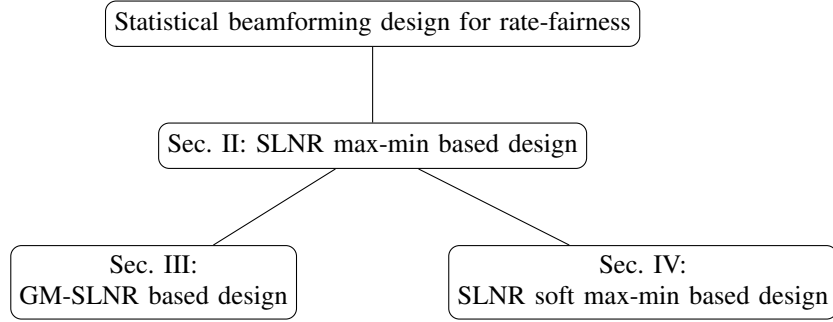 Statistical beamforming design for rate-fairness
Sec. II: SLNR max-min based design
Sec. III:
GM-SLNR based design
Sec. IV:
SLNR soft max-min based design